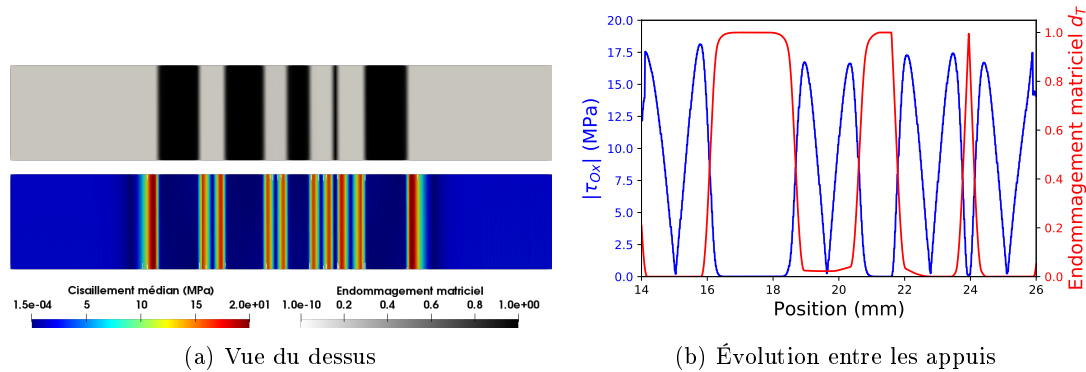 Cisaillement médian (MPa)
1.5e-04 5 10 15 2.0e+01
Endommagement matriciel
1.0e-10 0.2 0.4 0.6 0.8 1.0e+00
(a) Vue du dessus
20.0
17.5
15.0
12.5
10.0
7.5
5.0
2.5
0.0
|τOx| (MPa)
14 16 18 20 22 24 26
Position (mm)
1.0
0.8
0.6
0.4
0.2
0.0
Endommagement matriciel dT
(b) Évolution entre les appuis